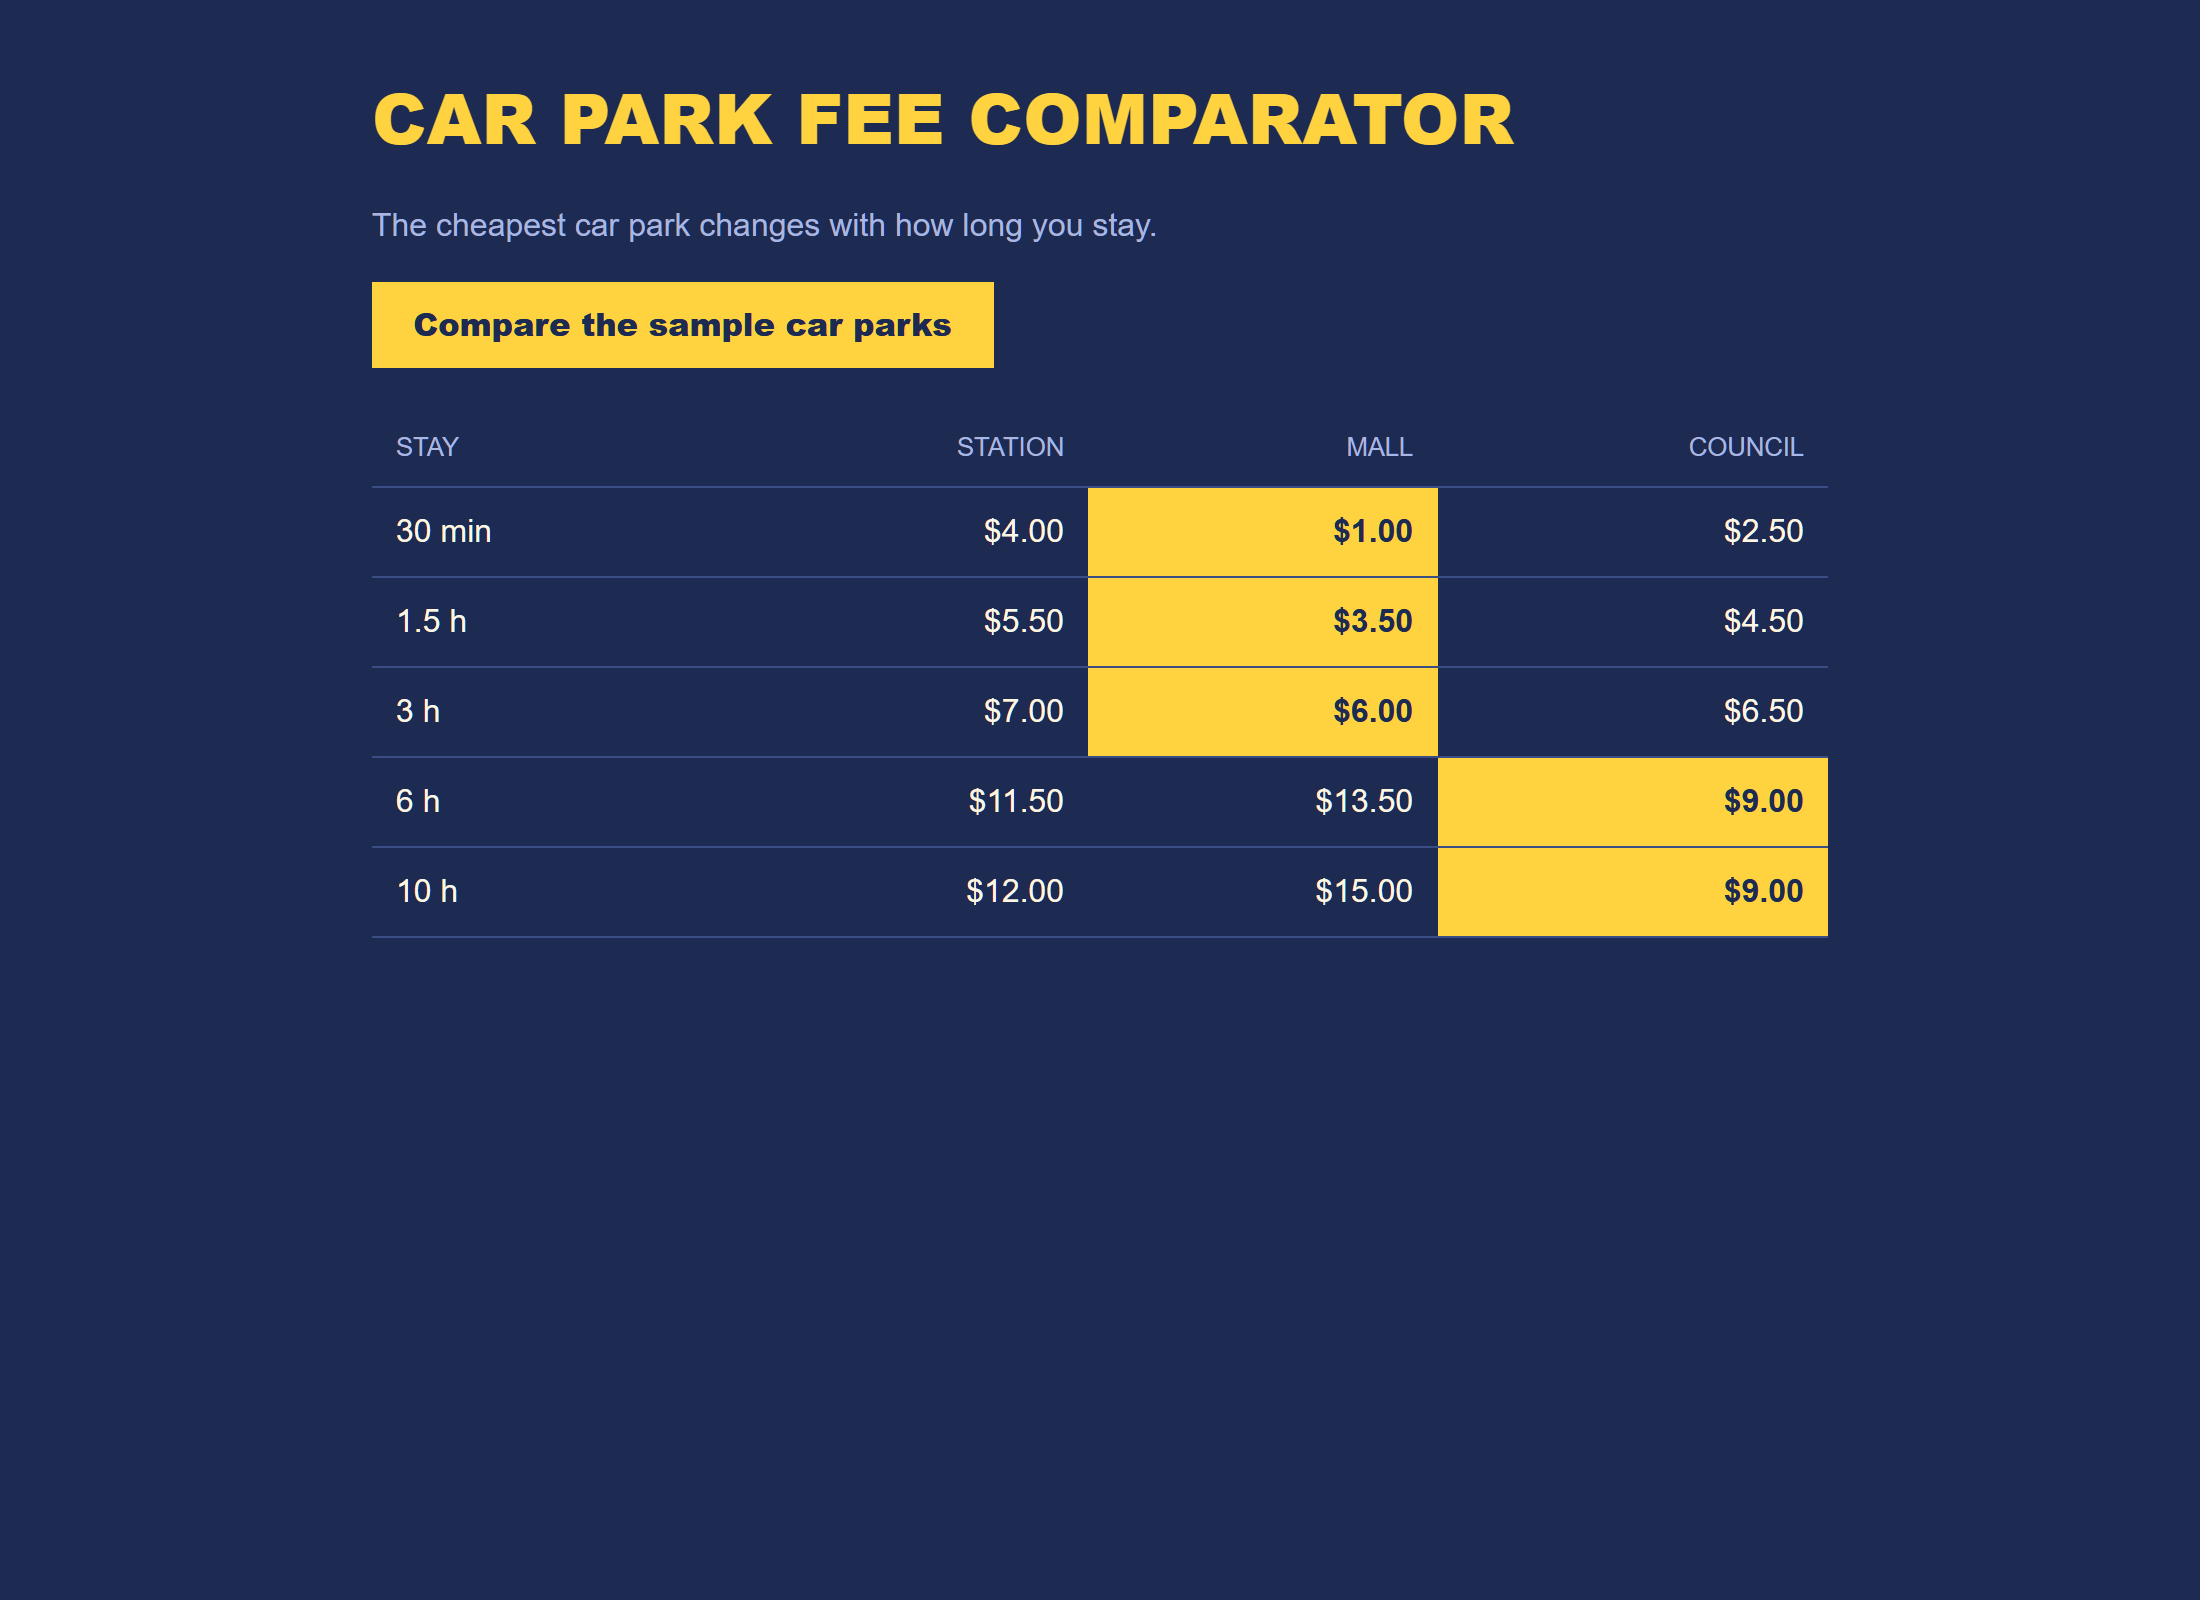 CAR PARK FEE COMPARATOR
The cheapest car park changes with how long you stay.
Compare the sample car parks
STAY STATION MALL COUNCIL
30 min $4.00 $1.00 $2.50
1.5 h $5.50 $3.50 $4.50
3 h $7.00 $6.00 $6.50
6 h $11.50 $13.50 $9.00
10 h $12.00 $15.00 $9.00